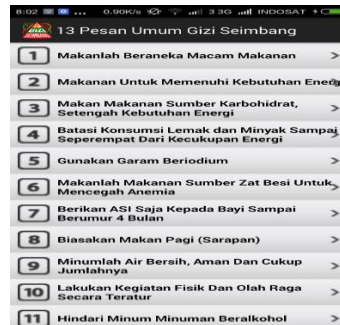 8:02 ... 0.90K/s 3G INDOSAT
13 Pesan Umum Gizi Seimbang
1 Makanlah Beraneka Macam Makanan
2 Makanan Untuk Memenuhi Kebutuhan Energ
3 Makan Makanan Sumber Karbohidrat,
Setengah Kebutuhan Energi
4 Batasi Konsumsi Lemak dan Minyak Sampai
Seperempat Dari Kecukupan Energi
5 Gunakan Garam Beriodium
6 Makanlah Makanan Sumber Zat Besi Untuk
Mencegah Anemia
7 Berikan ASI Saja Kepada Bayi Sampai
Berumur 4 Bulan
8 Biasakan Makan Pagi (Sarapan)
9 Minumlah Air Bersih, Aman Dan Cukup
Jumlahnya
10 Lakukan Kegiatan Fisik Dan Olah Raga
Secara Teratur
11 Hindari Minum Minuman Beralkohol